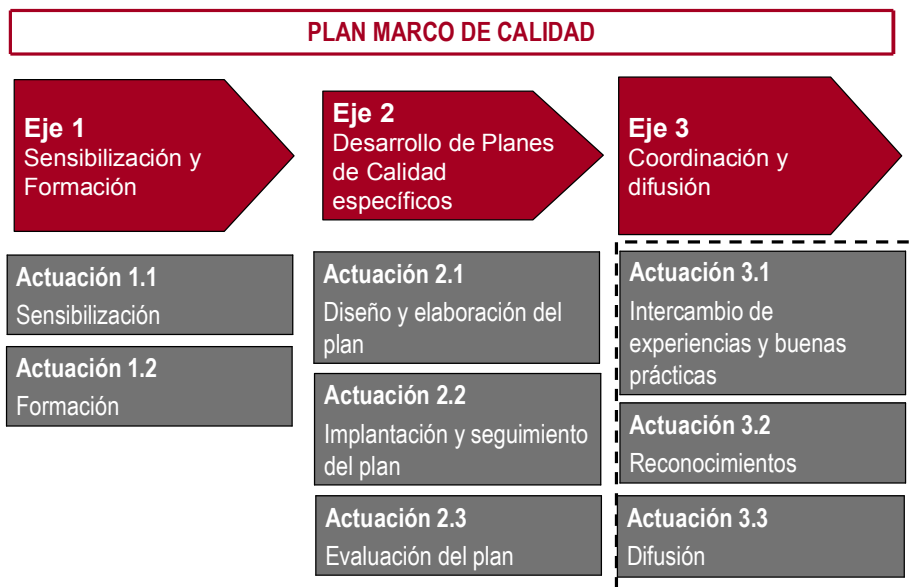 PLAN MARCO DE CALIDAD
Eje 1
Sensibilización y
Formación
Actuación 1.1
Sensibilización
Actuación 1.2
Formación
Eje 2
Desarrollo de Planes
de Calidad
específicos
Actuación 2.1
Diseño y elaboración del
plan
Actuación 2.2
Implantación y seguimiento
del plan
Actuación 2.3
Evaluación del plan
Eje 3
Coordinación y
difusión
Actuación 3.1
Intercambio de
experiencias y buenas
prácticas
Actuación 3.2
Reconocimientos
Actuación 3.3
Difusión